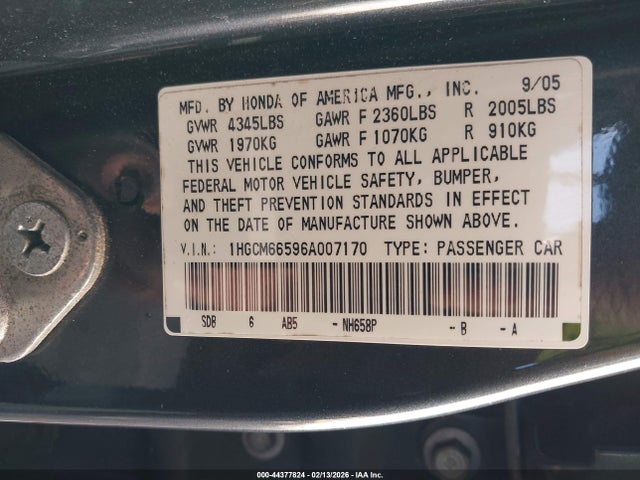 MFD. BY HONDA OF AMERICA MFG., INC. 9/05
GVWR 4345LBS GAWR F 2360LBS R 2005LBS
GVWR 1970KG GAWR F 1070KG R 910KG
THIS VEHICLE CONFORMS TO ALL APPLICABLE
FEDERAL MOTOR VEHICLE SAFETY, BUMPER,
AND THEFT PREVENTION STANDARDS IN EFFECT
ON THE DATE OF MANUFACTURE SHOWN ABOVE.
V.I.N.: 1HGCM66596A007170 TYPE: PASSENGER CAR
SDB 6 AB5 -NH658P -B -A
000-44377824 - 02/13/2026 - IAA Inc.